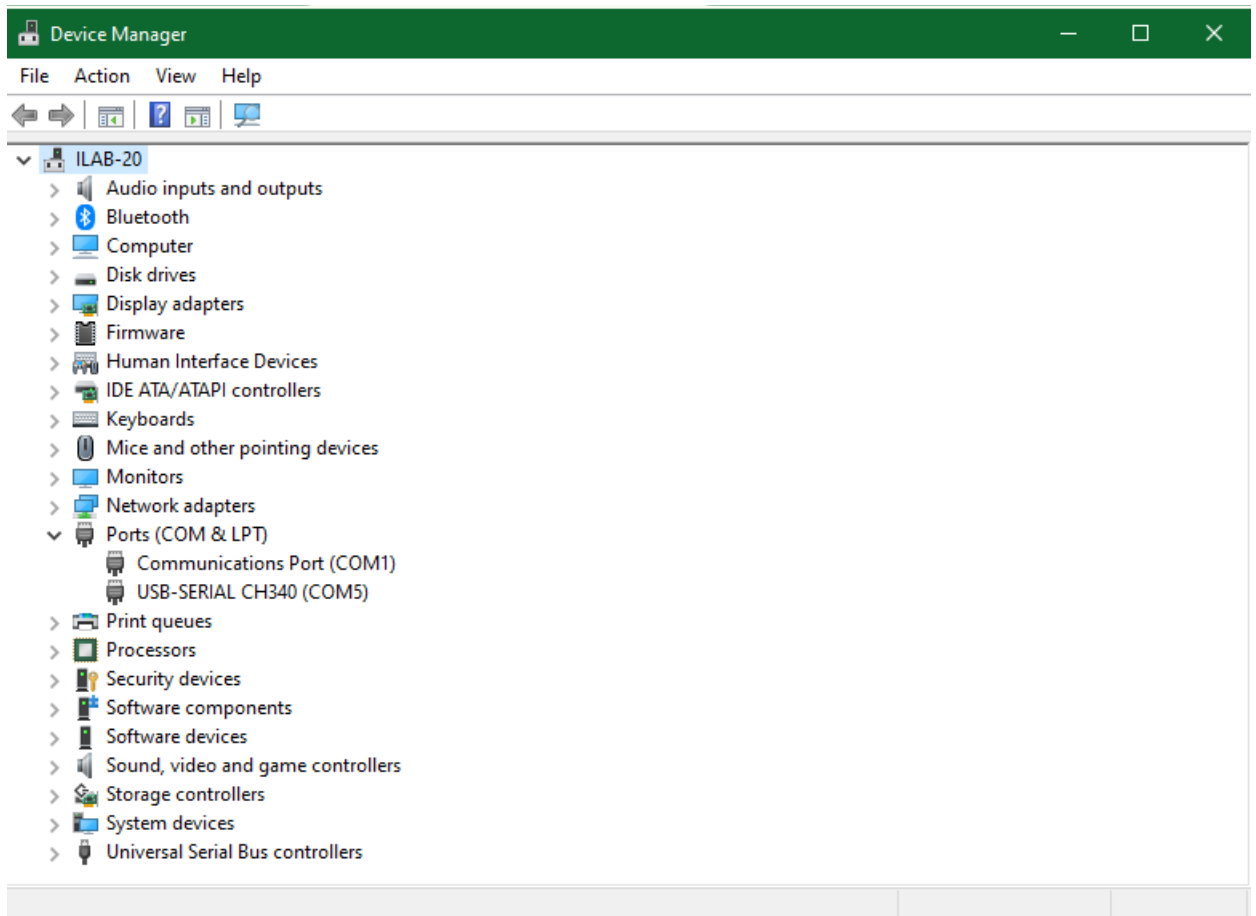 Device Manager
File Action View Help
ILAB-20
Audio inputs and outputs
Bluetooth
Computer
Disk drives
Display adapters
Firmware
Human Interface Devices
IDE ATA/ATAPI controllers
Keyboards
Mice and other pointing devices
Monitors
Network adapters
Ports (COM & LPT)
Communications Port (COM1)
USB-SERIAL CH340 (COM5)
Print queues
Processors
Security devices
Software components
Software devices
Sound, video and game controllers
Storage controllers
System devices
Universal Serial Bus controllers